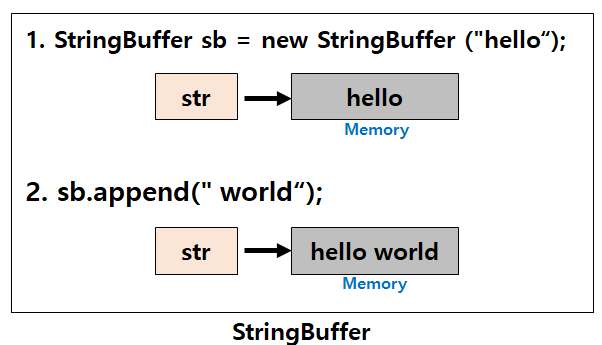 1. StringBuffer sb = new StringBuffer ("hello“);
str
hello
Memory
2. sb.append(" world“);
str
hello world
Memory
StringBuffer